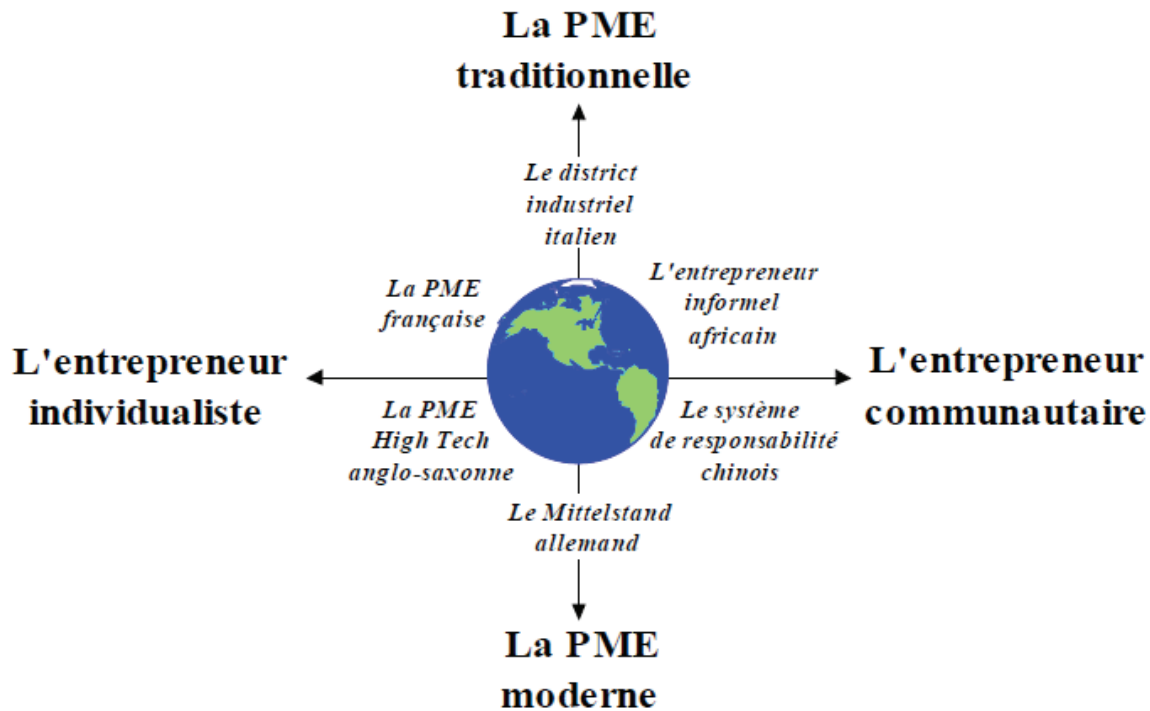 La PME
traditionnelle
Le district
industriel
italien
La PME
française
L'entrepreneur
informel
africain
L'entrepreneur
individualiste
L'entrepreneur
communautaire
La PME
High Tech
anglo-saxonne
Le système
de responsabilité
chinois
Le Mittelstand
allemand
La PME
moderne